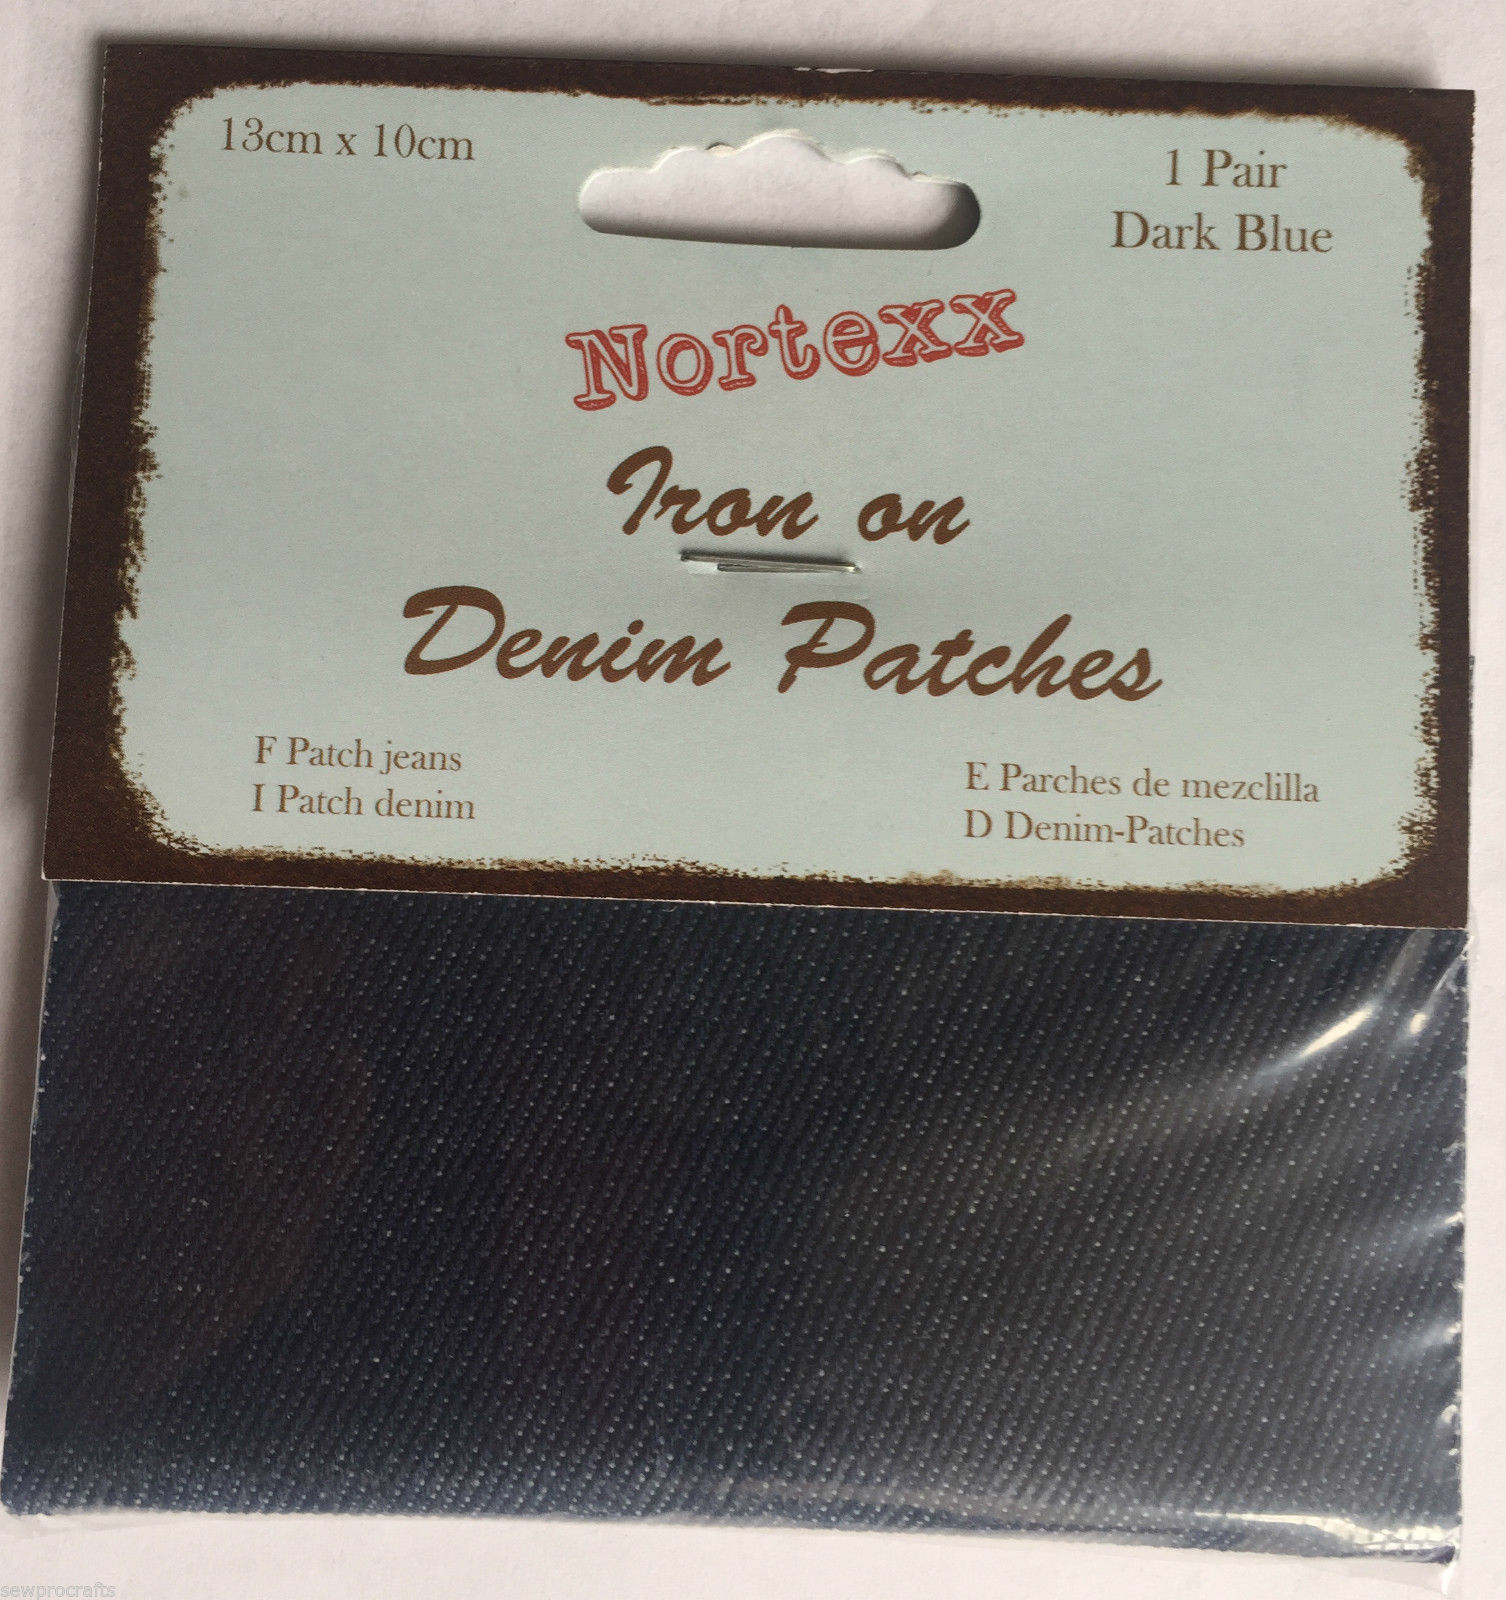 13cm x 10cm
1 Pair
Dark Blue
Nortexx
Iron on
Denim Patches
F Patch jeans
I Patch denim
E Parches de mezclilla
D Denim-Patches
sewprocrafts